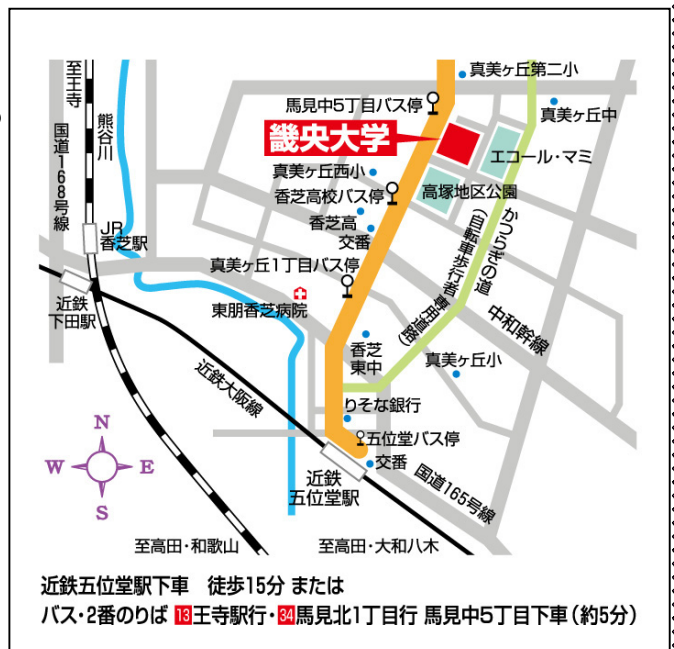 至王寺
国道168号線
熊谷川
真美ヶ丘第二小
馬見中5丁目バス停
真美ヶ丘中
畿央大学
エコール・マミ
真美ヶ丘西小
高塚地区公園
香芝高校バス停
香芝高
交番
かつらぎの道
(自転車歩行者専用道路)
JR
香芝駅
真美ヶ丘1丁目バス停
近鉄
下田駅
東朋香芝病院
中和幹線
香芝
東中
真美ヶ丘小
近鉄大阪線
りそな銀行
五位堂バス停
交番
近鉄
五位堂駅
国道165号線
N
W E
S
至高田・和歌山
至高田・大和八木
近鉄五位堂駅下車 徒歩15分 または
バス・2番のりば 13王寺駅行・34馬見北1丁目行 馬見中5丁目下車(約5分)